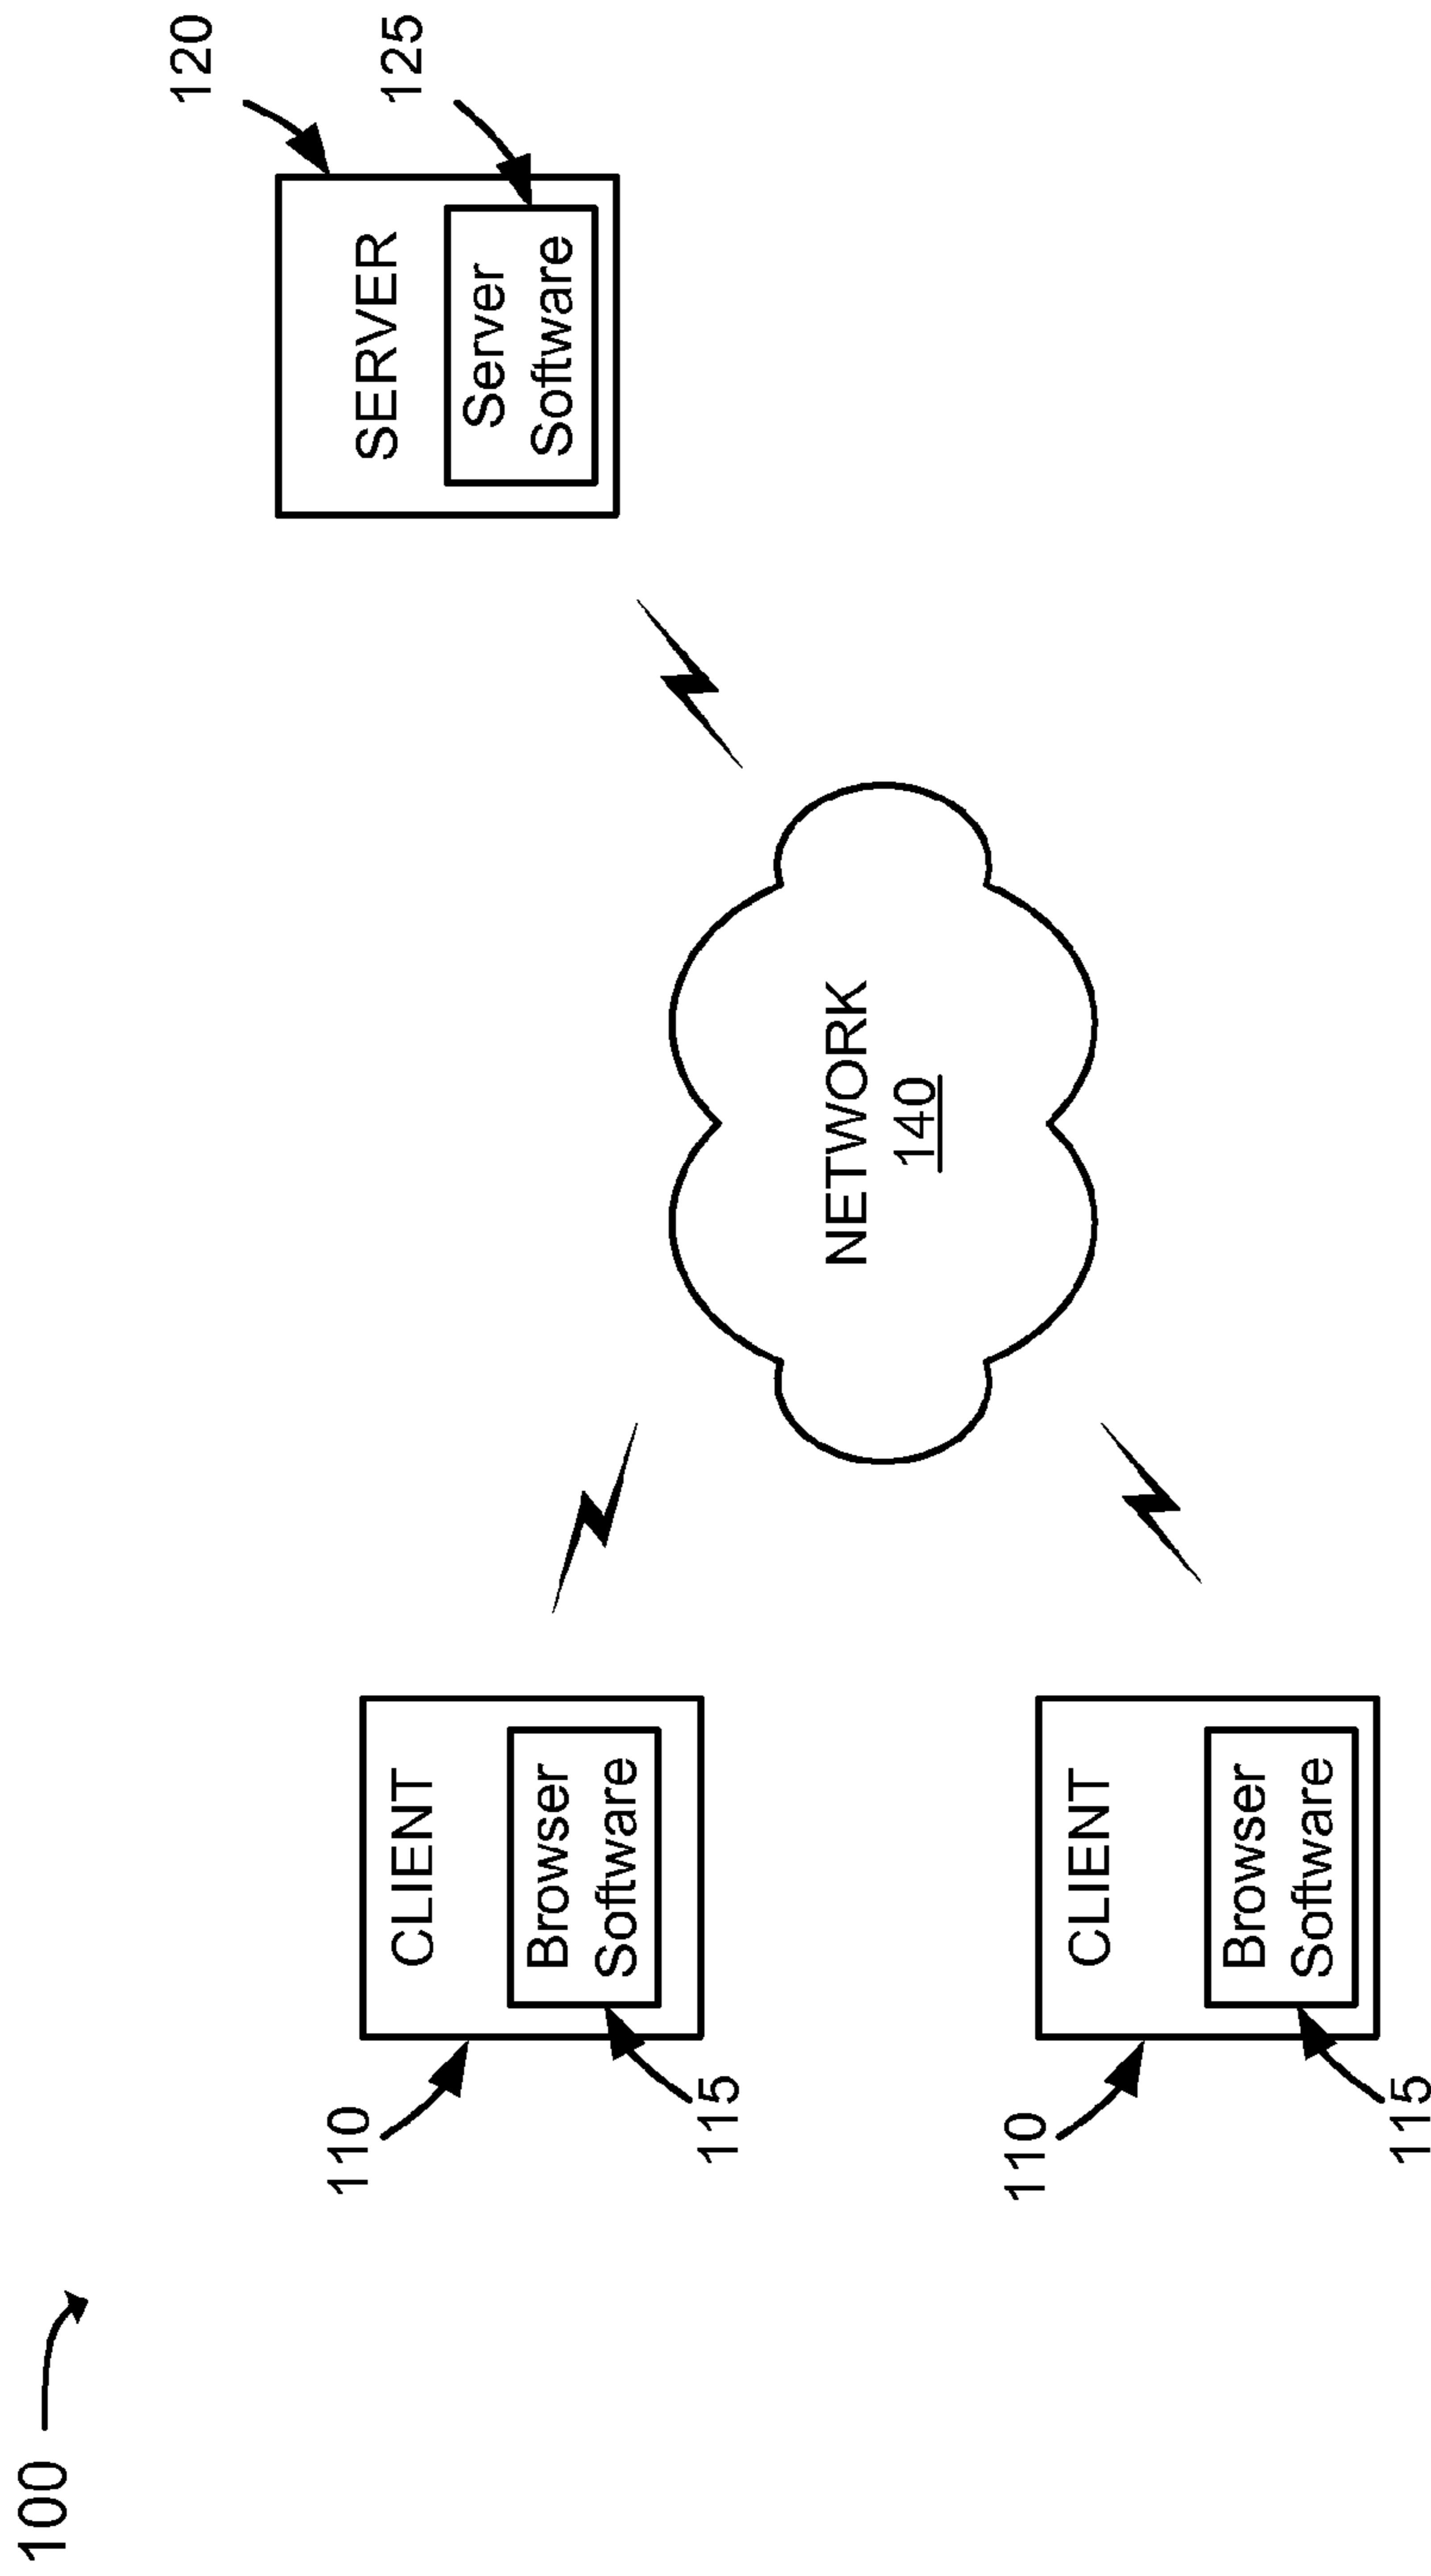 100
110
CLIENT
Browser
Software
115
110
CLIENT
Browser
Software
115
NETWORK
140
120
SERVER
125
Server
Software